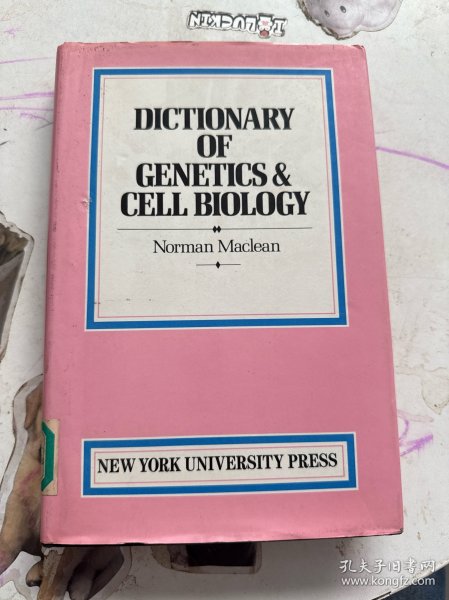 LUCKIN
DICTIONARY
OF
GENETICS &
CELL BIOLOGY
Norman Maclean
NEW YORK UNIVERSITY PRESS
孔夫子旧书网
www.kongfz.com